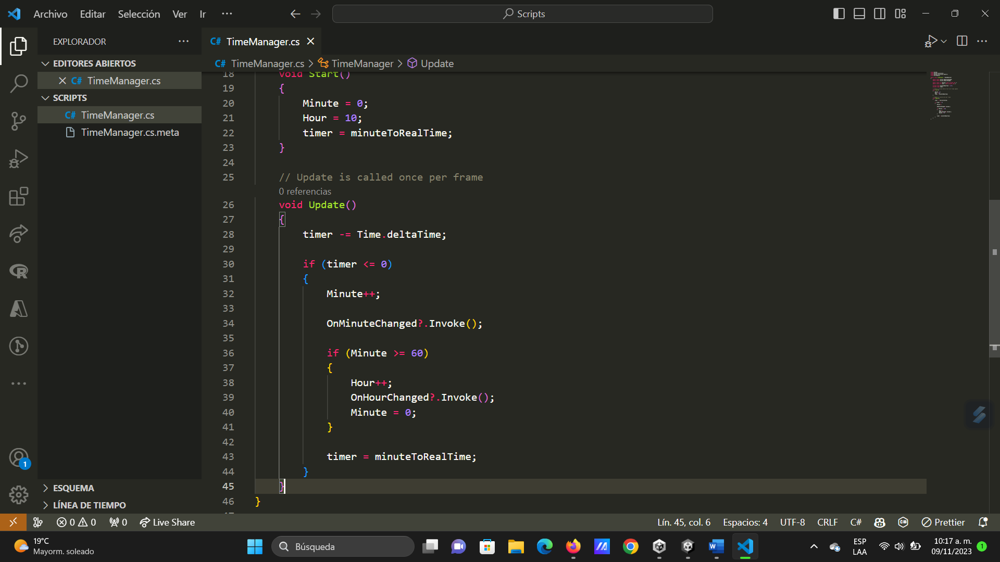 Archivo Editar Selección Ver Ir ···
Scripts
EXPLORADOR
EDITORES ABIERTOS
C# TimeManager.cs
SCRIPTS
C# TimeManager.cs
TimeManager.cs.meta
ESQUEMA
LÍNEA DE TIEMPO
C# TimeManager.cs
C# TimeManager.cs > TimeManager > Update
18 void Start()
19 {
20 Minute = 0;
21 Hour = 10;
22 timer = minuteToRealTime;
23 }
24
25 // Update is called once per frame
0 referencias
26 void Update()
27 {
28 timer -= Time.deltaTime;
29
30 if (timer <= 0)
31 {
32 Minute++;
33
34 OnMinuteChanged?.Invoke();
35
36 if (Minute >= 60)
37 {
38 Hour++;
39 OnHourChanged?.Invoke();
40 Minute = 0;
41 }
42
43 timer = minuteToRealTime;
44 }
45 }
46 }
1
0 0 0 Live Share
Lín. 45, col. 6 Espacios: 4 UTF-8 CRLF C# Prettier
19°C
Mayorm. soleado
Búsqueda
ESP
LAA
10:17 a. m.
09/11/2023
1